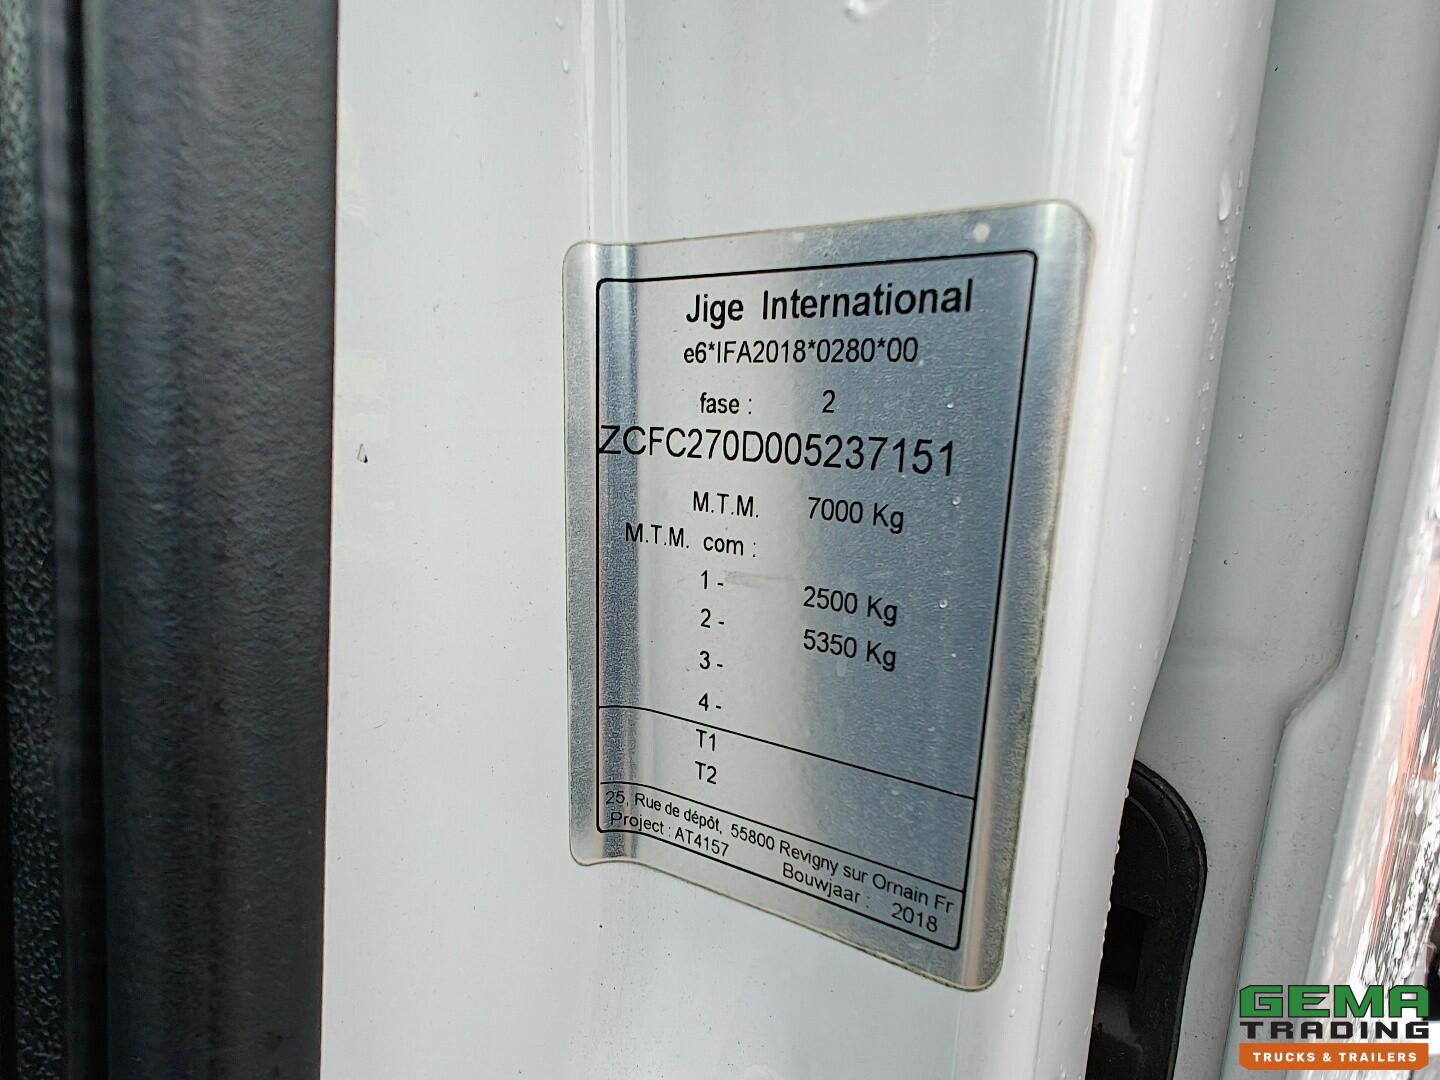 Jige International
e6*IFA2018*0280*00
fase : 2
ZCFC270D005237151
M.T.M. 7000 Kg
M.T.M. com :
1 - 2500 Kg
2 - 5350 Kg
3 -
4 -
T1
T2
25, Rue de dépôt, 55800 Revigny sur Ornain Fr
Project : AT4157 Bouwjaar : 2018
GEMA
TRADING
TRUCKS & TRAILERS